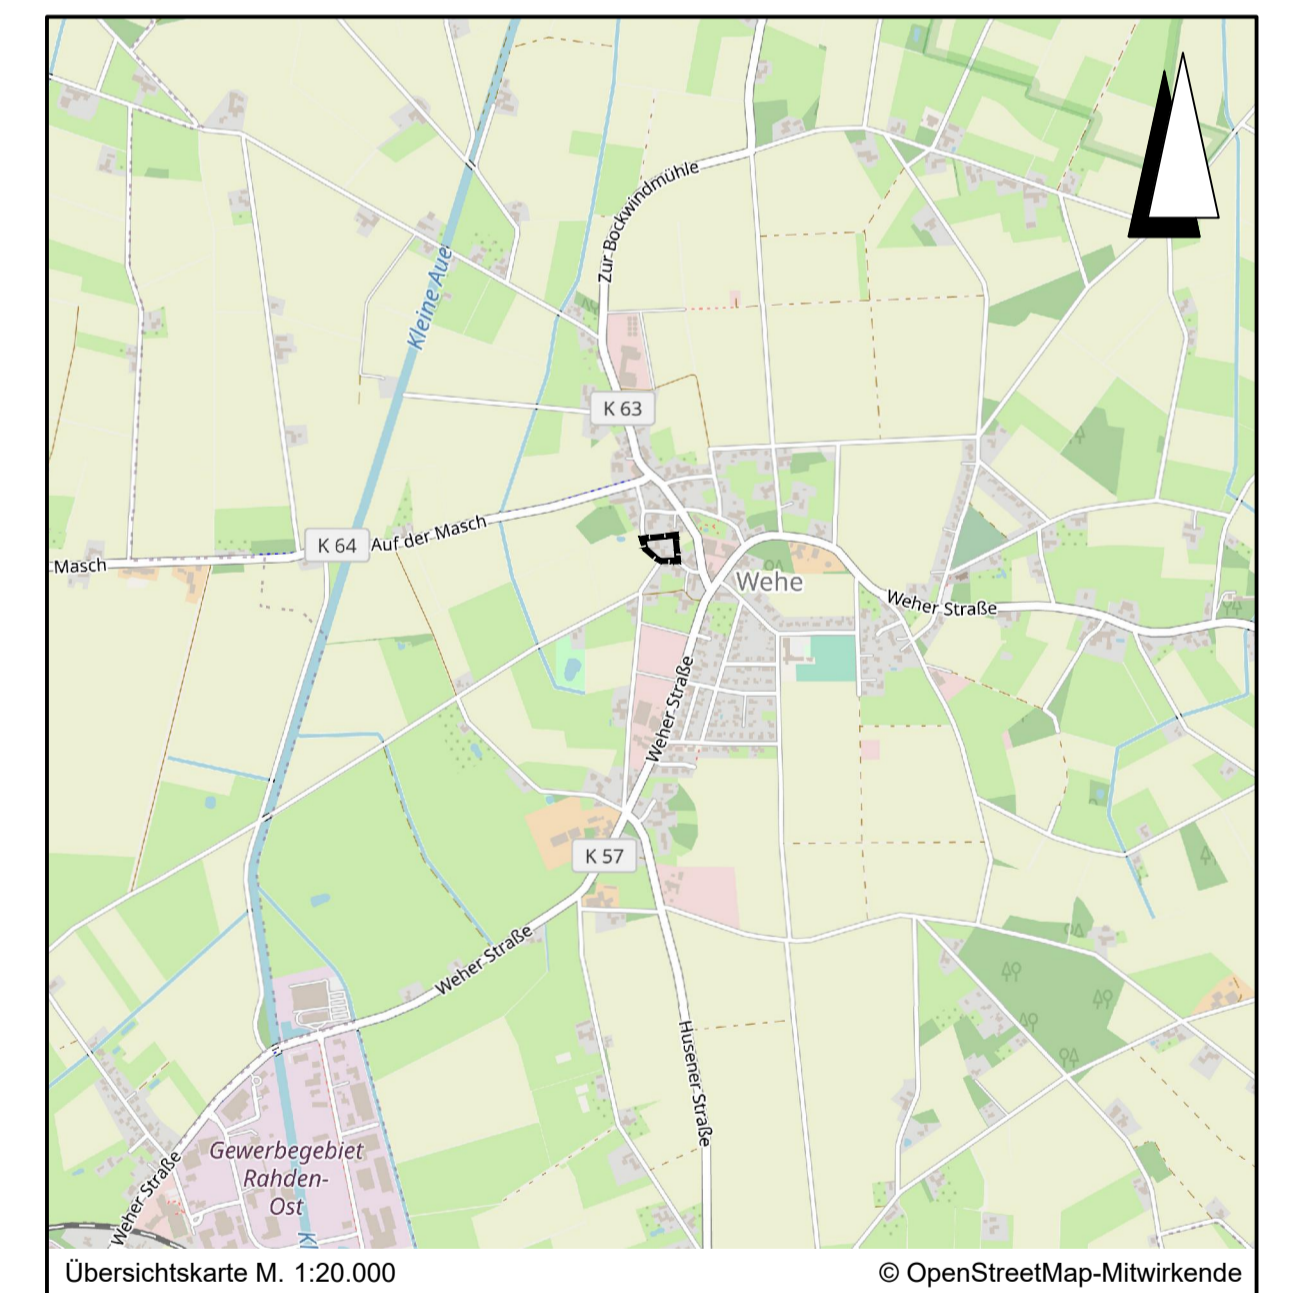 Zur Bockwindmühle
Kleine Aue
K 63
K 64
Auf der Masch
Masch
Wehe
Weher Straße
Weher Straße
K 57
Weher Straße
Husener Straße
Gewerbegebiet
Rahden-
Ost
Weher Straße
Kl
Übersichtskarte M. 1:20.000
© OpenStreetMap-Mitwirkende